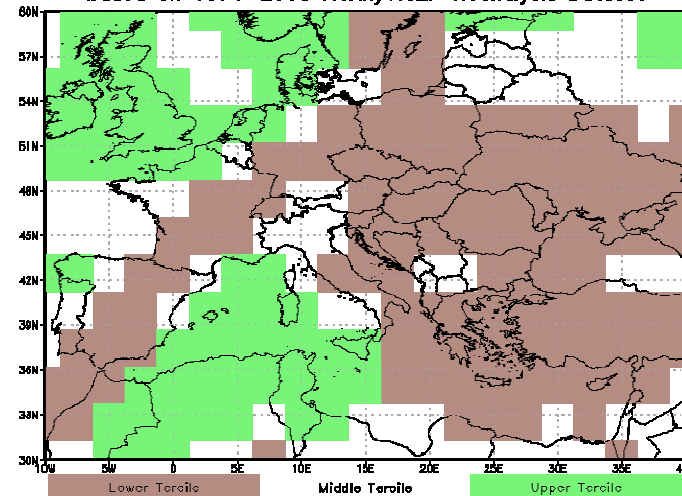 60N
57N
54N
51N
48N
45N
42N
39N
36N
33N
30N
10W 5W 0 5E 10E 15E 20E 25E 30E 35E
Lower Tercile Middle Tercile Upper Tercile